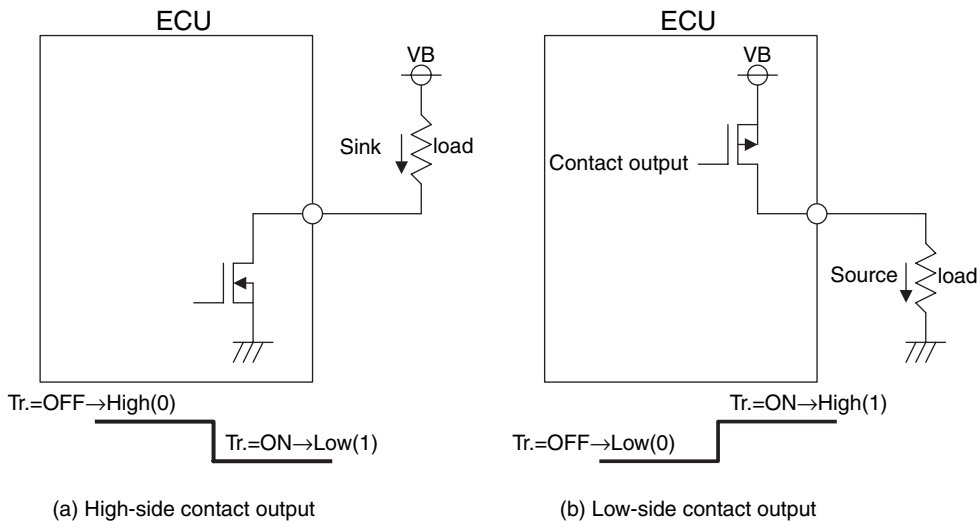 ECU
VB
Sink
load
Tr.=OFF→High(0)
Tr.=ON→Low(1)
(a) High-side contact output
ECU
VB
Contact output
Source
load
Tr.=ON→High(1)
Tr.=OFF→Low(0)
(b) Low-side contact output